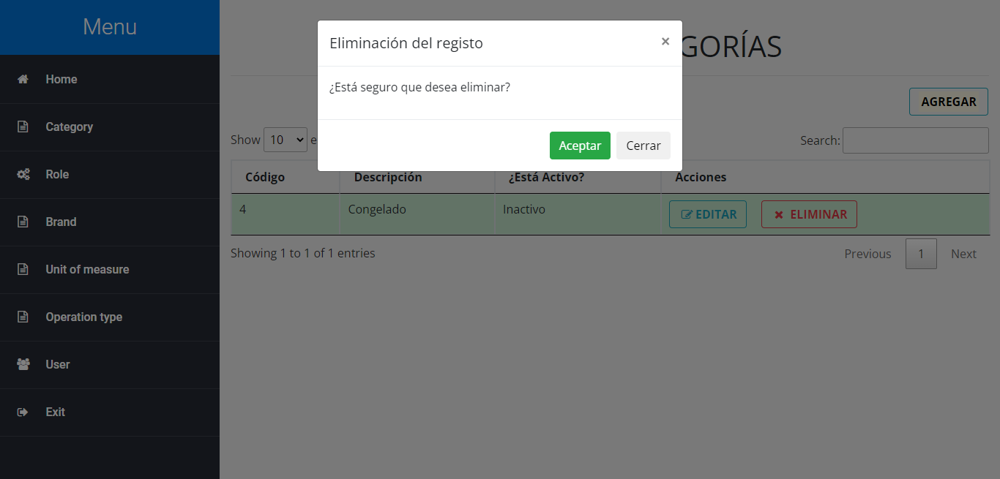 Menu
Home
Category
Role
Brand
Unit of measure
Operation type
User
Exit
Eliminación del registo
×
¿Está seguro que desea eliminar?
Aceptar
Cerrar
GORÍAS
AGREGAR
Show 10 e
Search:
Código Descripción ¿Está Activo? Acciones
4 Congelado Inactivo EDITAR ELIMINAR
Showing 1 to 1 of 1 entries
Previous 1 Next